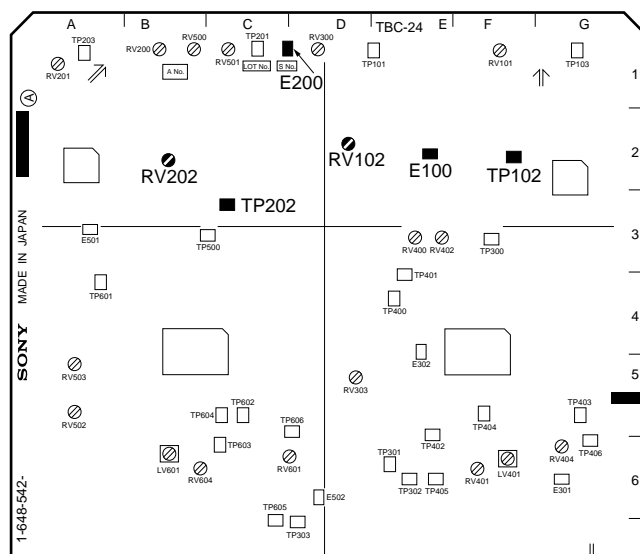 A B C D TBC-24 E F G
TP203 RV200 RV500 TP201 RV300
RV201 RV501 TP101 RV101 TP103
A No. LOT No. S No.
1
E200
A
2
RV202 RV102 E100 TP102
TP202
3
E501 TP500 RV400 RV402 TP300
TP401
TP601 TP400
4
E302
RV503 RV303
5
RV502 TP604 TP602 TP404 TP403
TP606 TP402
TP603 TP301 RV404 TP406
LV601 RV604 RV601 RV401 LV401
TP302 TP405 E301
6
E502
TP605 TP303
SONY MADE IN JAPAN
1-648-542-